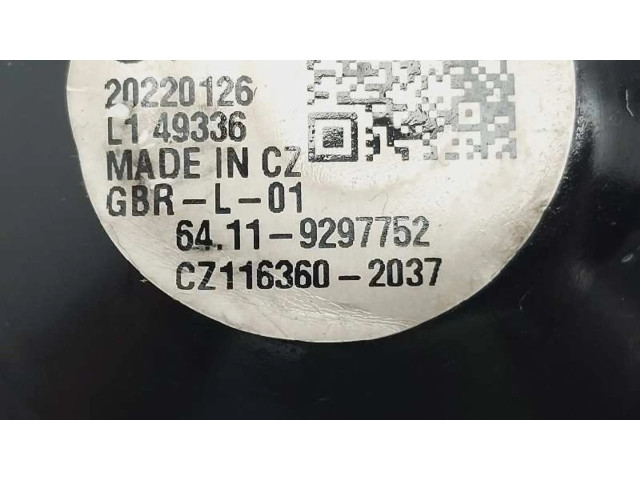 20220126
L1 49336
MADE IN CZ
GBR-L-01
64.11-9297752
CZ116360-2037